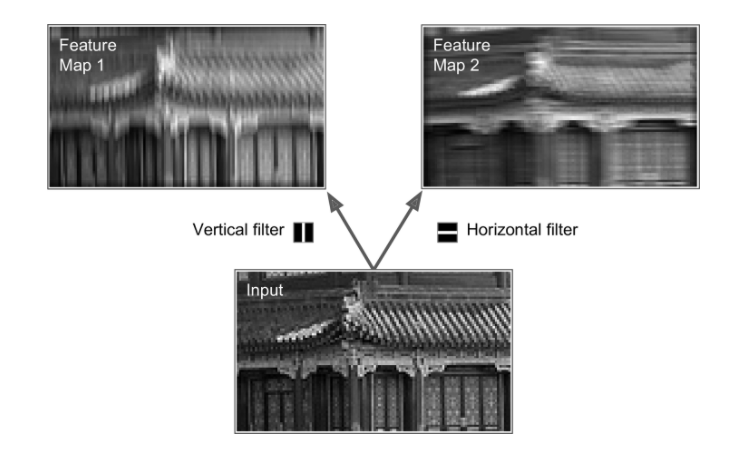 Feature
Map 1
Feature
Map 2
Vertical filter
Horizontal filter
Input